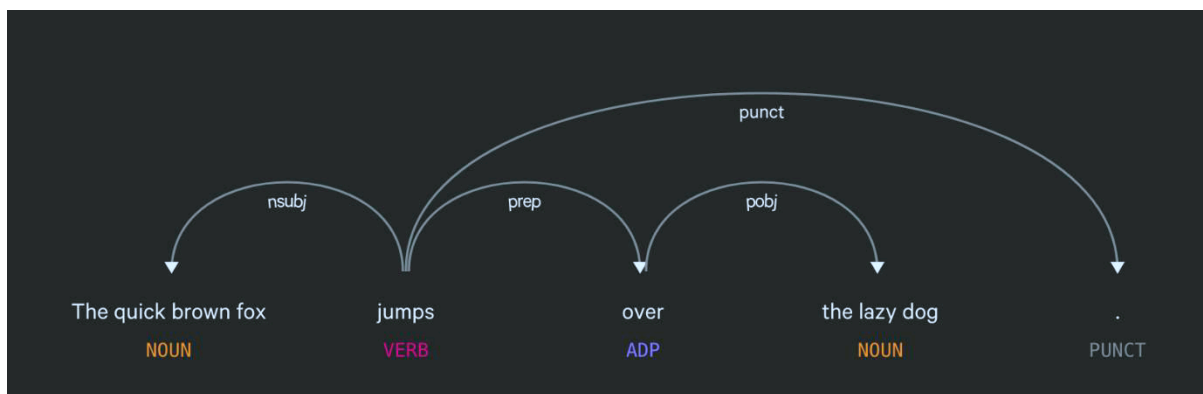 punct
nsubj prep pobj
The quick brown fox jumps over the lazy dog .
NOUN VERB ADP NOUN PUNCT